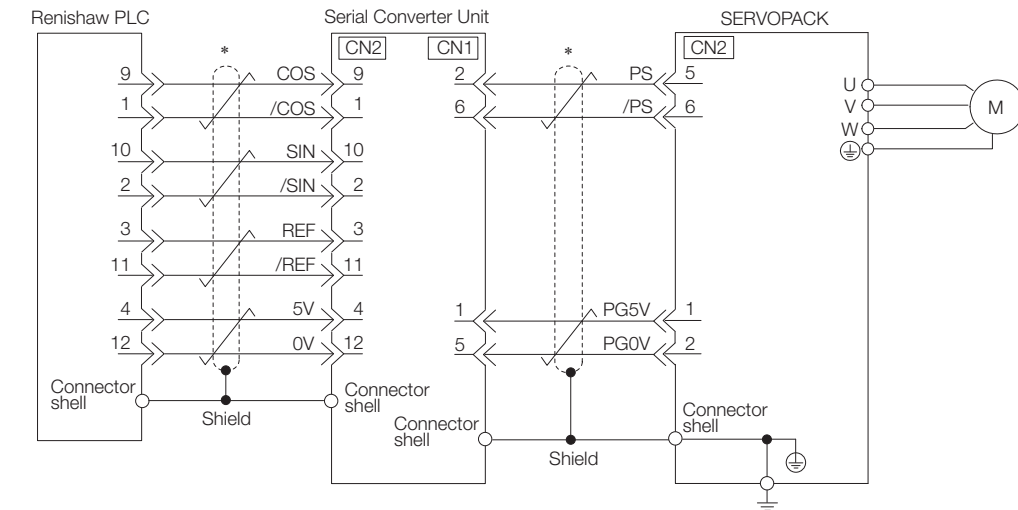 Renishaw PLC Serial Converter Unit SERVOPACK
* CN2 CN1 * CN2
9 COS 9 2 PS 5 U
1 /COS 1 6 /PS 6 V M
W
10 SIN 10
2 /SIN 2
3 REF 3
11 /REF 11
4 5V 4 1 PG5V 1
12 0V 12 5 PG0V 2
Connector shell
Shield
Connector shell
Connector shell
Shield
Connector shell